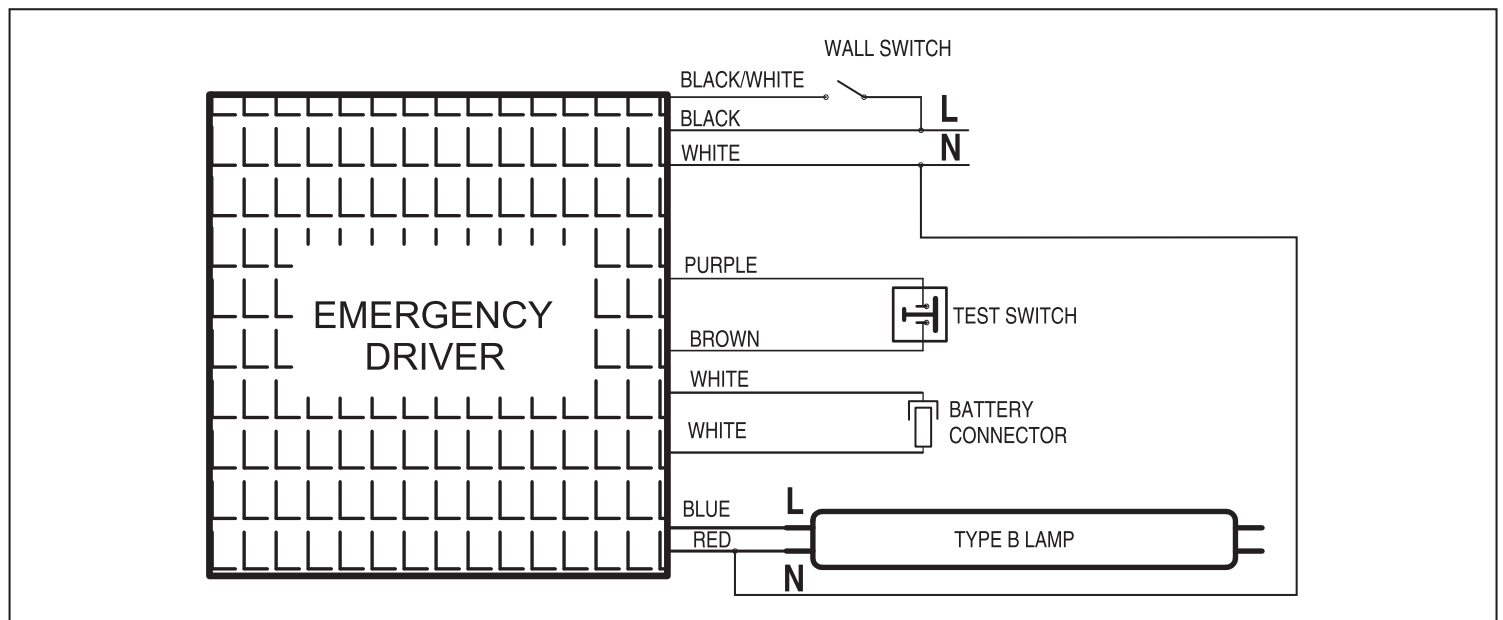 WALL SWITCH
BLACK/WHITE
L
BLACK
N
WHITE
PURPLE
EMERGENCY
DRIVER
TEST SWITCH
BROWN
WHITE
BATTERY
CONNECTOR
WHITE
L
BLUE
RED
TYPE B LAMP
N